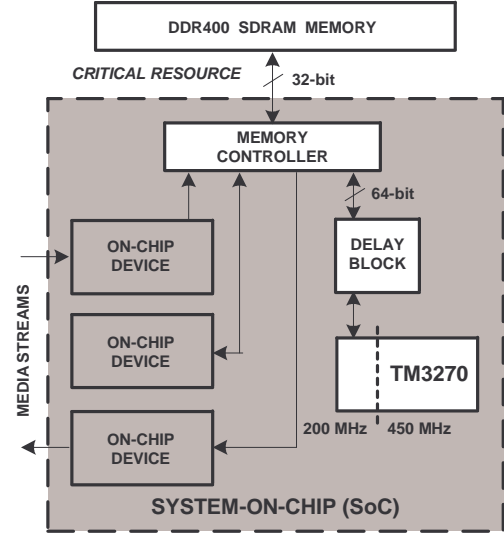 DDR400 SDRAM MEMORY
CRITICAL RESOURCE
32-bit
MEMORY
CONTROLLER
64-bit
ON-CHIP
DEVICE
DELAY
BLOCK
ON-CHIP
DEVICE
TM3270
MEDIA STREAMS
200 MHz
450 MHz
ON-CHIP
DEVICE
SYSTEM-ON-CHIP (SoC)